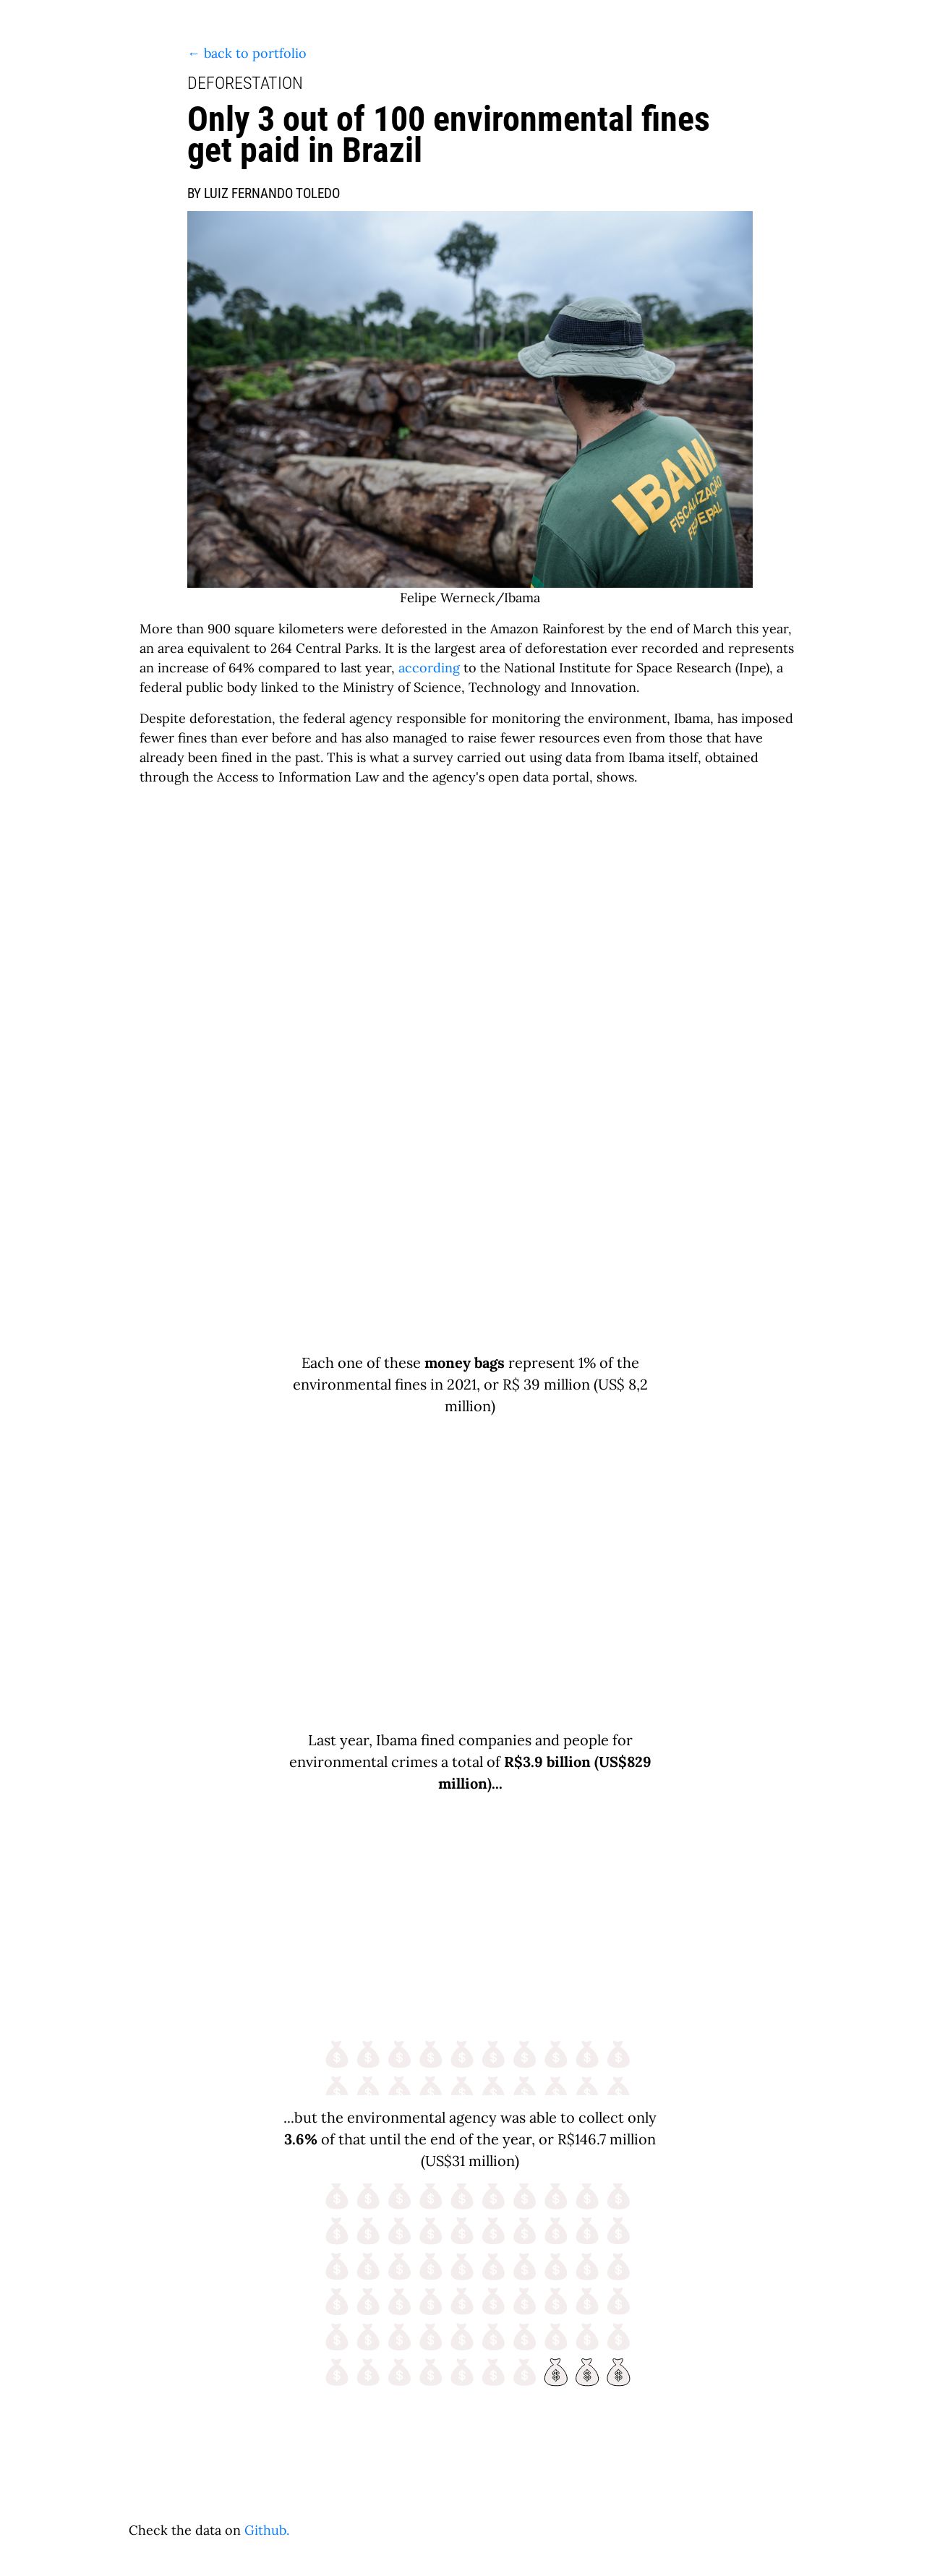 ← back to portfolio
DEFORESTATION
Only 3 out of 100 environmental fines
get paid in Brazil
BY LUIZ FERNANDO TOLEDO
IBAMA
FISCALIZAÇÃO
FEDERAL
Felipe Werneck/Ibama
More than 900 square kilometers were deforested in the Amazon Rainforest by the end of March this year,
an area equivalent to 264 Central Parks. It is the largest area of deforestation ever recorded and represents
an increase of 64% compared to last year, according to the National Institute for Space Research (Inpe), a
federal public body linked to the Ministry of Science, Technology and Innovation.
Despite deforestation, the federal agency responsible for monitoring the environment, Ibama, has imposed
fewer fines than ever before and has also managed to raise fewer resources even from those that have
already been fined in the past. This is what a survey carried out using data from Ibama itself, obtained
through the Access to Information Law and the agency's open data portal, shows.
Each one of these money bags represent 1% of the
environmental fines in 2021, or R$ 39 million (US$ 8,2
million)
Last year, Ibama fined companies and people for
environmental crimes a total of R$3.9 billion (US$829
million)...
...but the environmental agency was able to collect only
3.6% of that until the end of the year, or R$146.7 million
(US$31 million)
Check the data on Github.